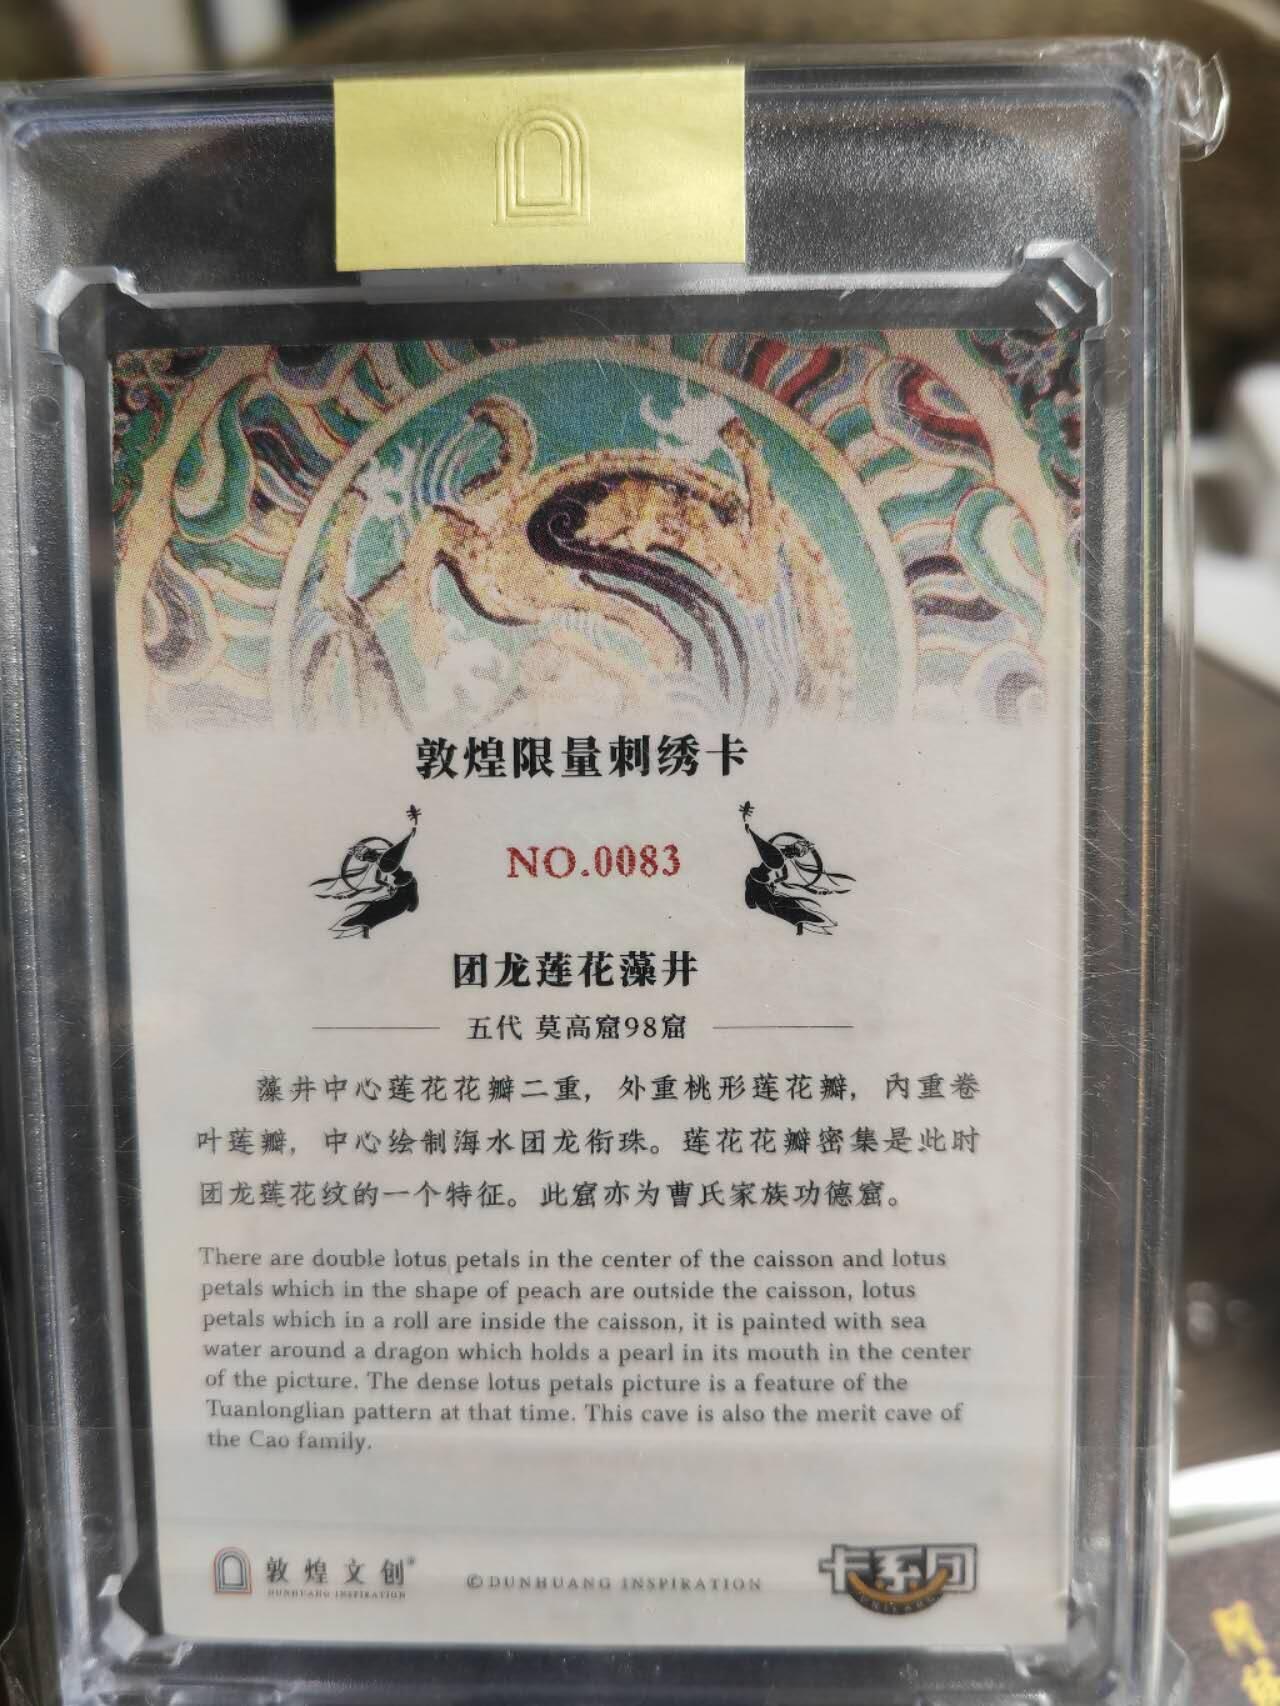 敦煌限量刺绣卡
NO.0083
团龙莲花藻井
五代 莫高窟98窟
藻井中心莲花花瓣二重，外重桃形莲花瓣，内重卷
叶莲瓣，中心绘制海水团龙衔珠。莲花花瓣密集是此时
团龙莲花纹的一个特征。此窟亦为曹氏家族功德窟。
There are double lotus petals in the center of the caisson and lotus
petals which in the shape of peach are outside the caisson, lotus
petals which in a roll are inside the caisson, it is painted with sea
water around a dragon which holds a pearl in its mouth in the center
of the picture. The dense lotus petals picture is a feature of the
Tuanlonglian pattern at that time. This cave is also the merit cave of
the Cao family.
敦煌文创®
DUNHUANG INSPIRATION
©DUNHUANG INSPIRATION
卡系团